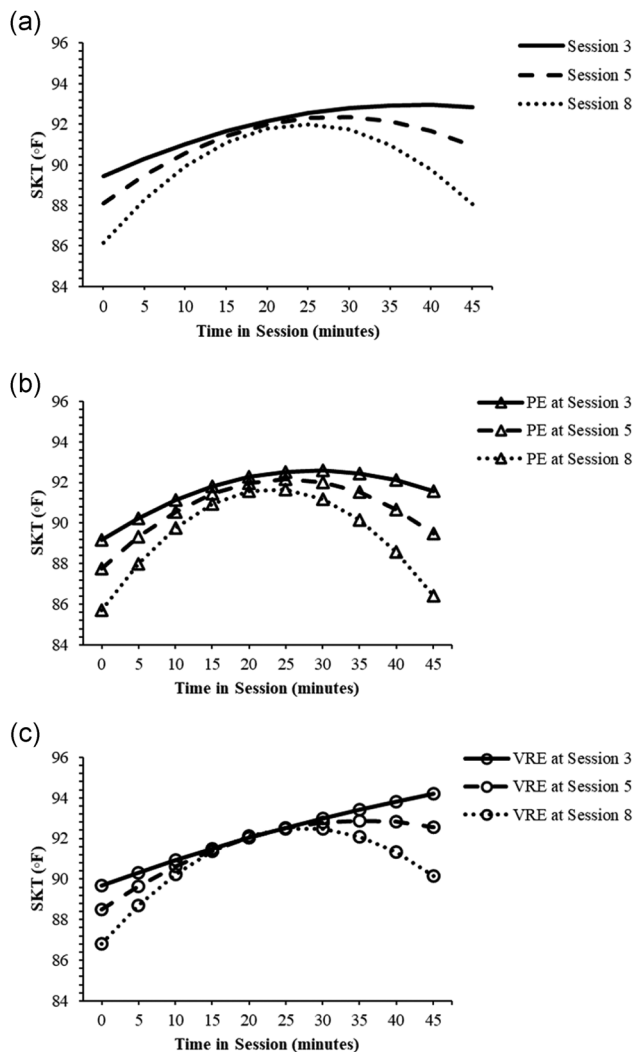 (a)
96
94
92
90
88
86
84
SKT (◦F)
0 5 10 15 20 25 30 35 40 45
Time in Session (minutes)
Session 3
Session 5
Session 8
(b)
96
94
92
90
88
86
84
SKT (◦F)
0 5 10 15 20 25 30 35 40 45
Time in Session (minutes)
PE at Session 3
PE at Session 5
PE at Session 8
(c)
96
94
92
90
88
86
84
SKT (◦F)
0 5 10 15 20 25 30 35 40 45
Time in Session (minutes)
VRE at Session 3
VRE at Session 5
VRE at Session 8